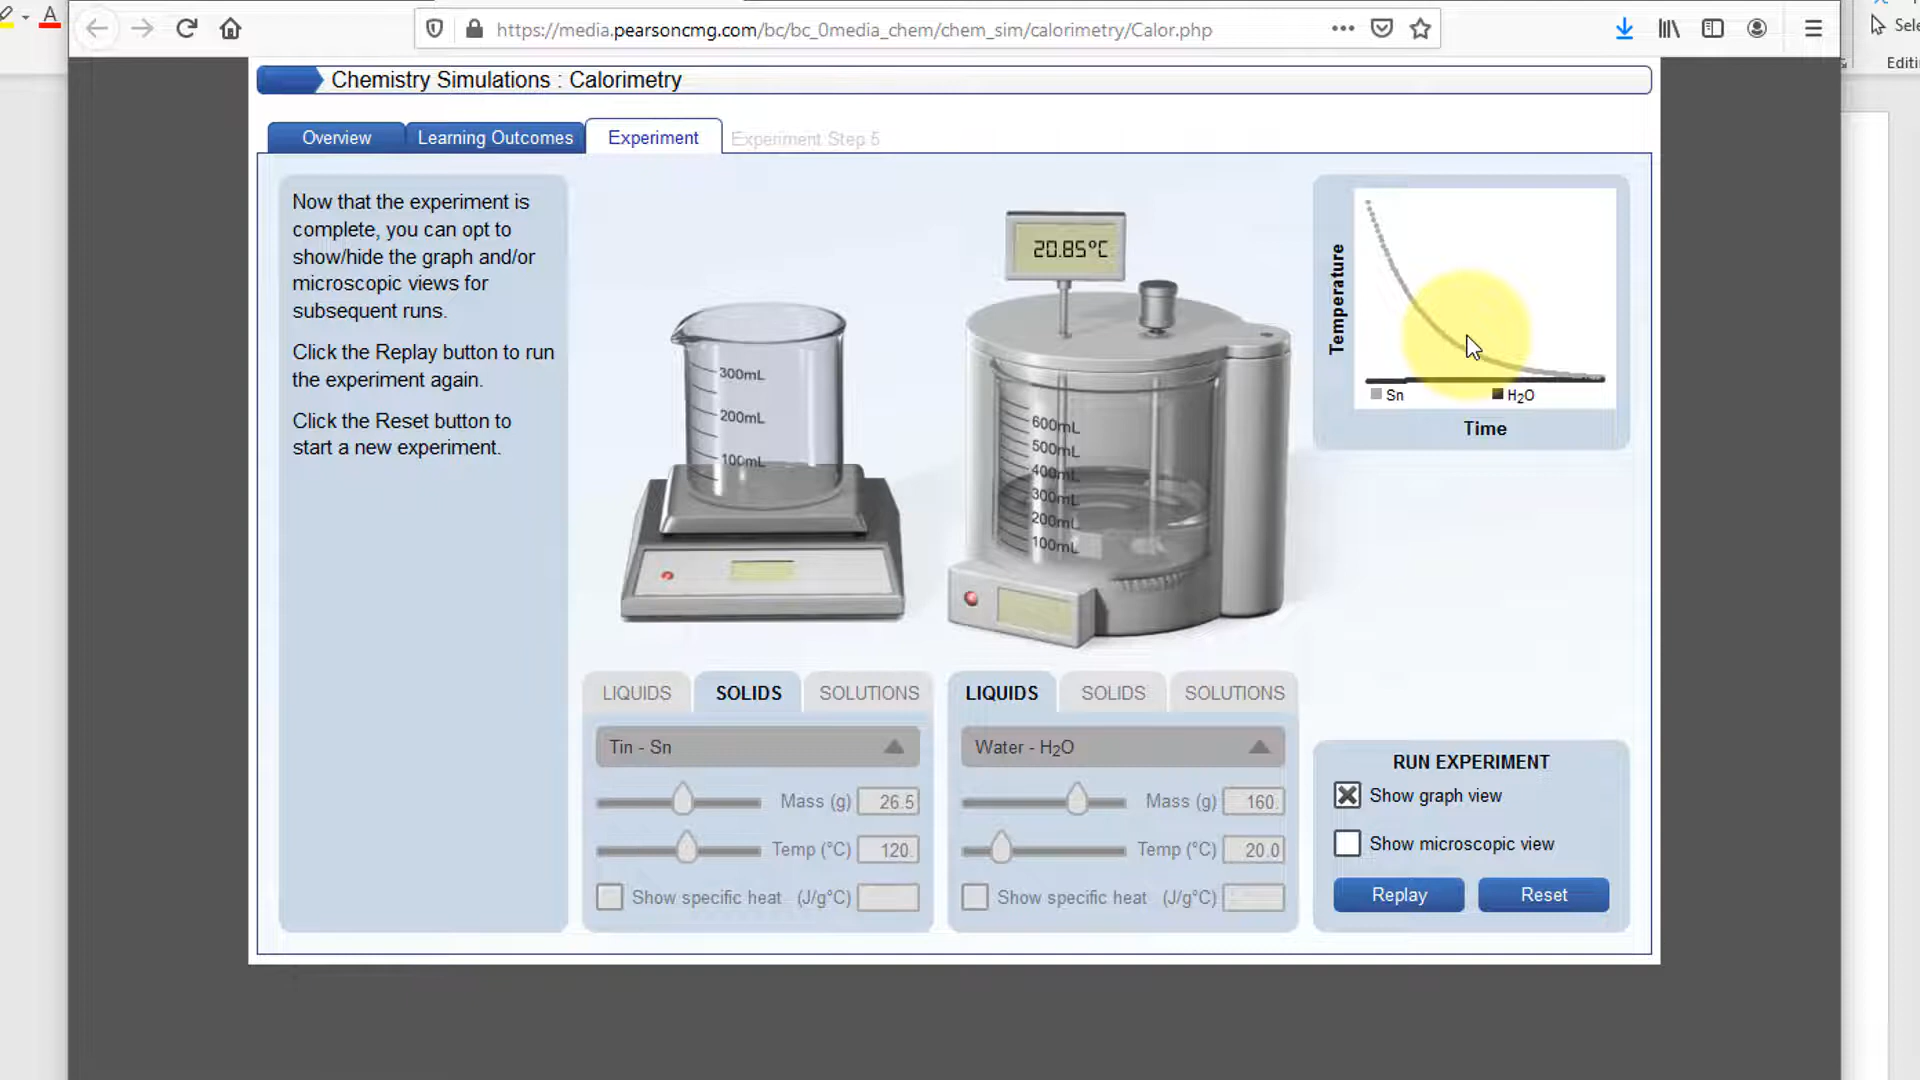 A
Sele
Editi
https://media.pearsoncmg.com/bc/bc_0media_chem/chem_sim/calorimetry/Calor.php
Chemistry Simulations : Calorimetry
Overview
Learning Outcomes
Experiment
Experiment Step 5
Now that the experiment is
complete, you can opt to
show/hide the graph and/or
microscopic views for
subsequent runs.
Click the Replay button to run
the experiment again.
Click the Reset button to
start a new experiment.
300mL
200mL
100mL
20.85°C
600mL
500mL
400mL
300mL
200mL
100mL
Temperature
Sn
H₂O
Time
LIQUIDS
SOLIDS
SOLUTIONS
Tin - Sn
Mass (g)
26.5
Temp (°C)
120.
Show specific heat (J/g°C)
LIQUIDS
SOLIDS
SOLUTIONS
Water - H₂O
Mass (g)
160.
Temp (°C)
20.0
Show specific heat (J/g°C)
RUN EXPERIMENT
Show graph view
Show microscopic view
Replay
Reset